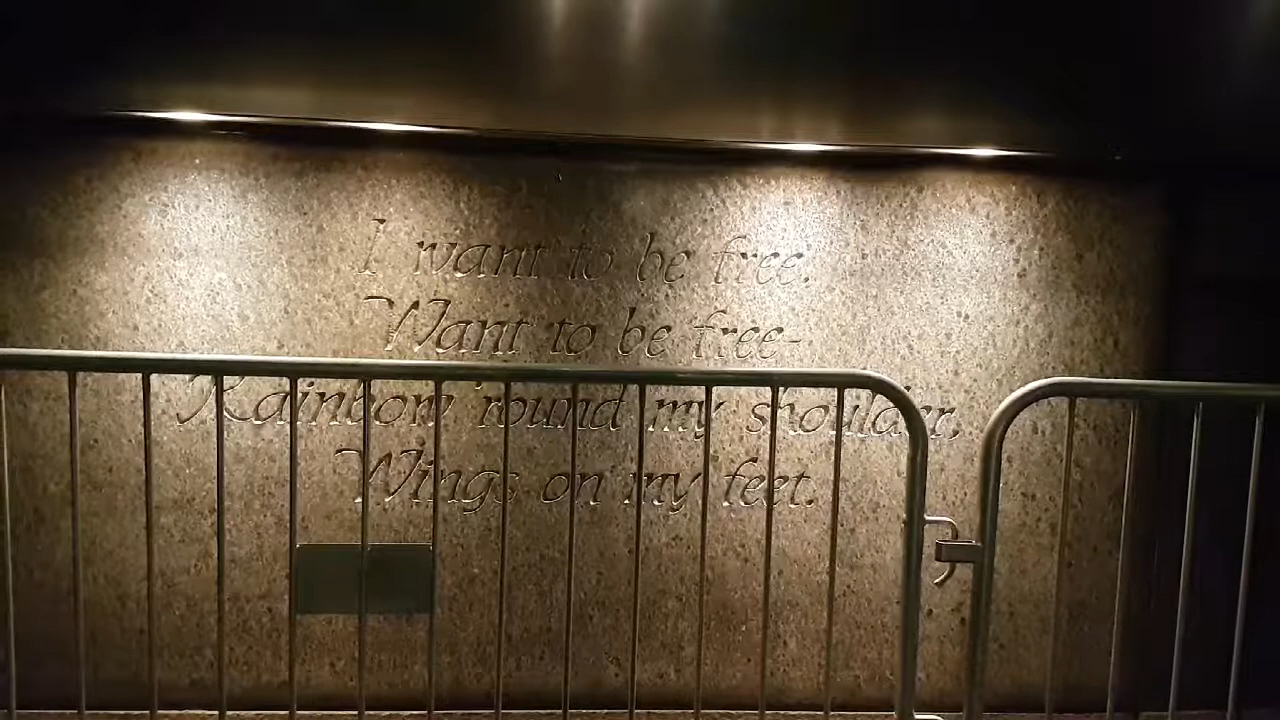 I want to be free.
Want to be free-
Rainbow 'round my shoulder,
Wings on my feet.